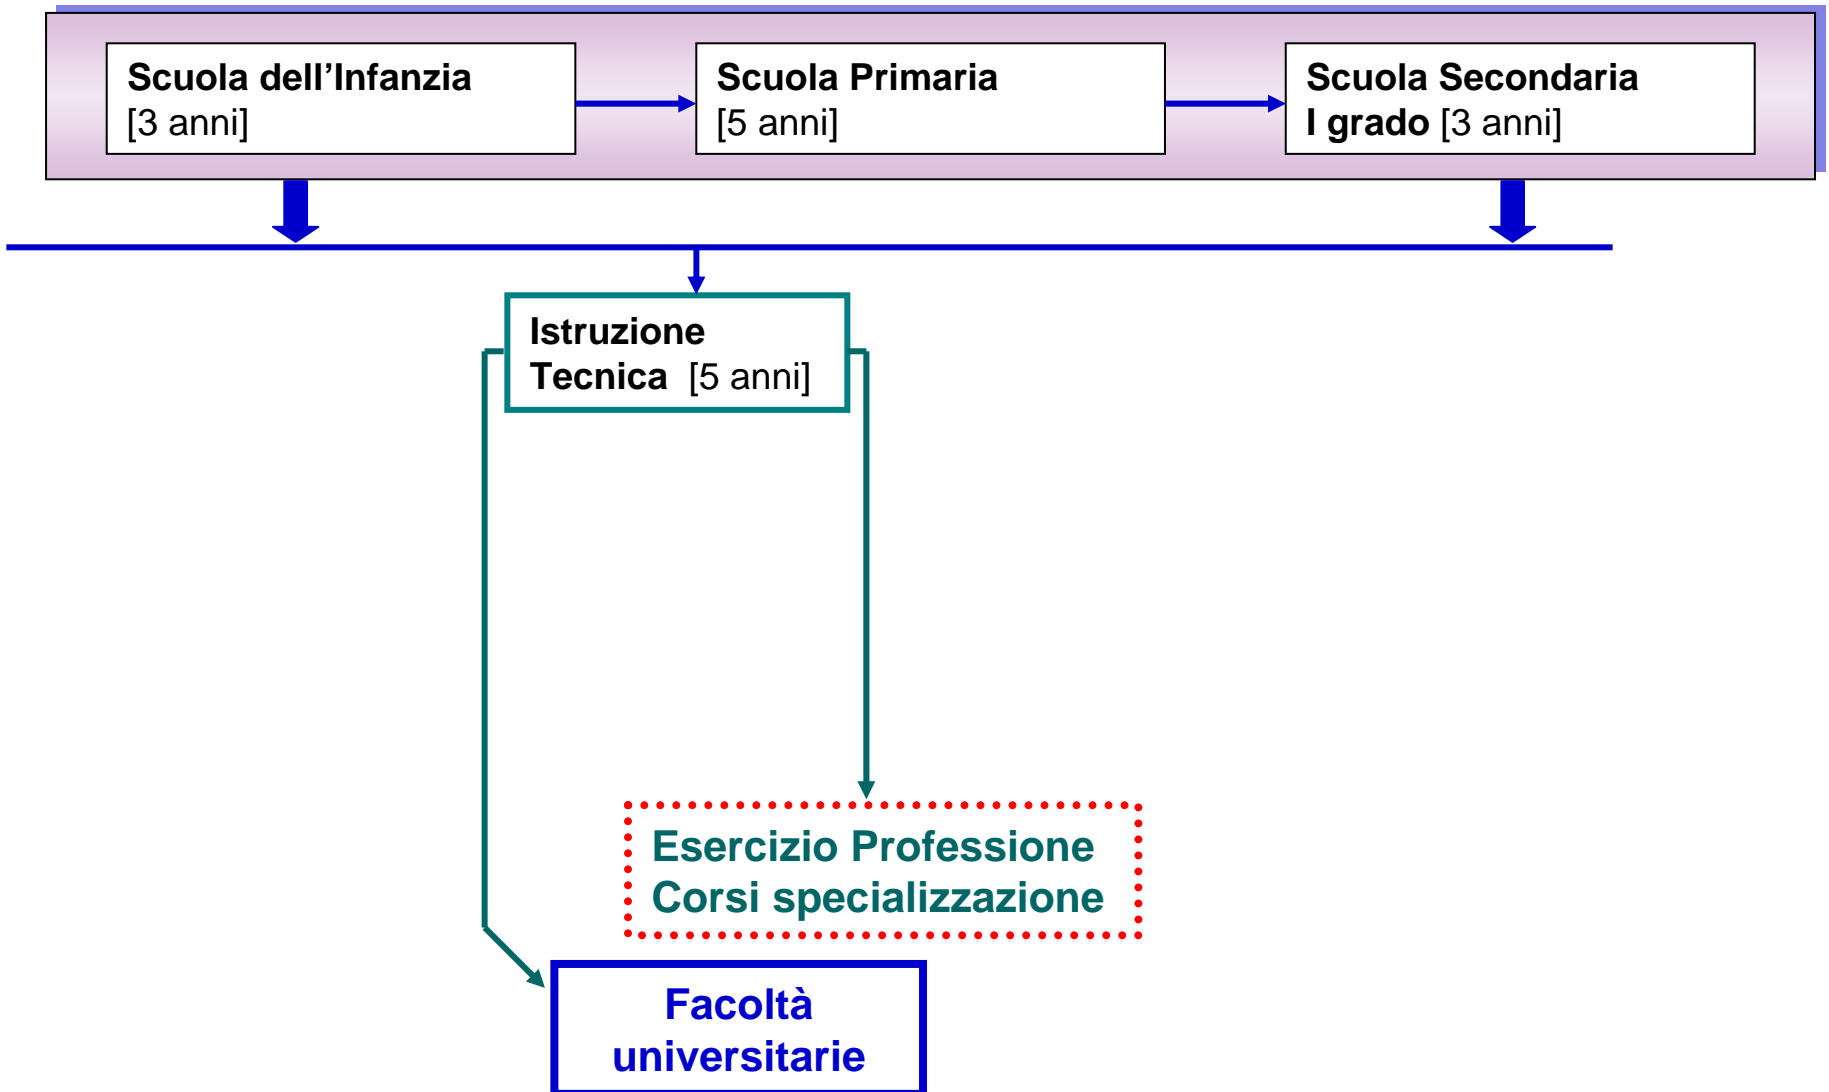 Scuola dell’Infanzia
[3 anni]
Scuola Primaria
[5 anni]
Scuola Secondaria
I grado [3 anni]
Istruzione
Tecnica [5 anni]
Esercizio Professione
Corsi specializzazione
Facoltà
universitarie